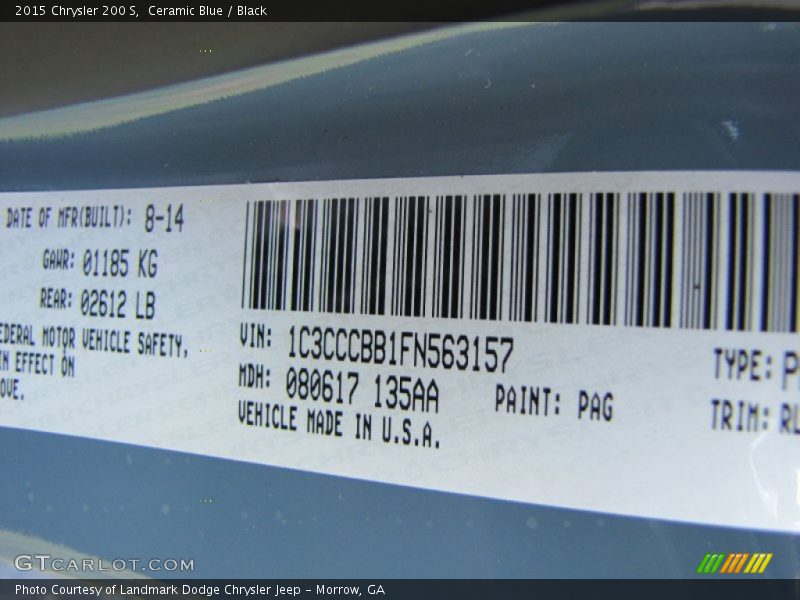 2015 Chrysler 200 S,  Ceramic Blue / Black
DATE OF MFR(BUILT): 8-14
GAWR: 01185 KG
REAR: 02612 LB
EDERAL MOTOR VEHICLE SAFETY,
IN EFFECT ON
OVE.
VIN: 1C3CCCBB1FN563157
MDH: 080617 135AA
PAINT: PAG
VEHICLE MADE IN U.S.A.
TYPE: P
TRIM: RL
GTCARLOT.COM
Photo Courtesy of Landmark Dodge Chrysler Jeep – Morrow, GA